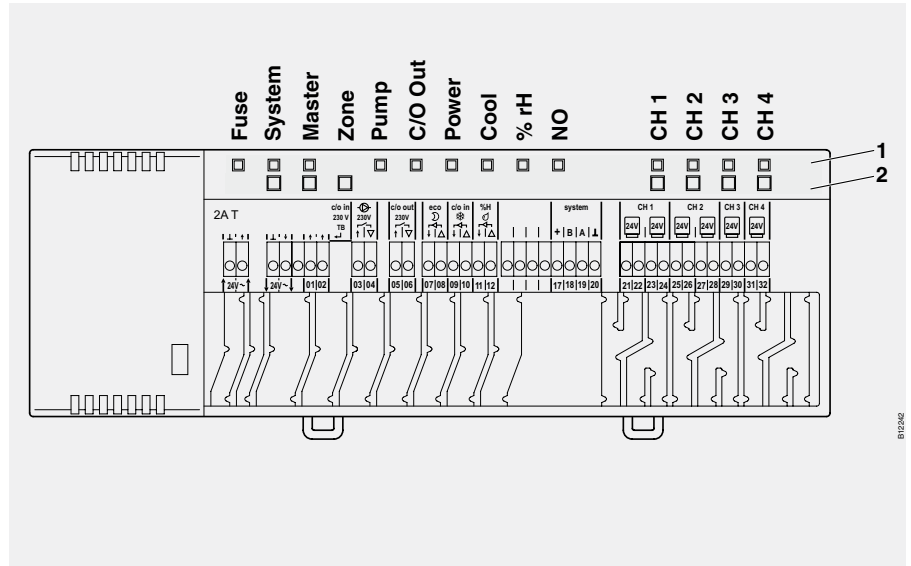 Fuse System Master Zone Pump C/O Out Power Cool % rH NO CH 1 CH 2 CH 3 CH 4
1
2
2A T
c/o in 230V c/o out eco c/o in %H system CH 1 CH 2 CH 3 CH 4
230 V 230V 24V 24V 24V 24V 24V 24V
TB + B A
24V~ 24V~ 01 02 03 04 05 06 07 08 09 10 11 12 17 18 19 20 21 22 23 24 25 26 27 28 29 30 31 32
B12242